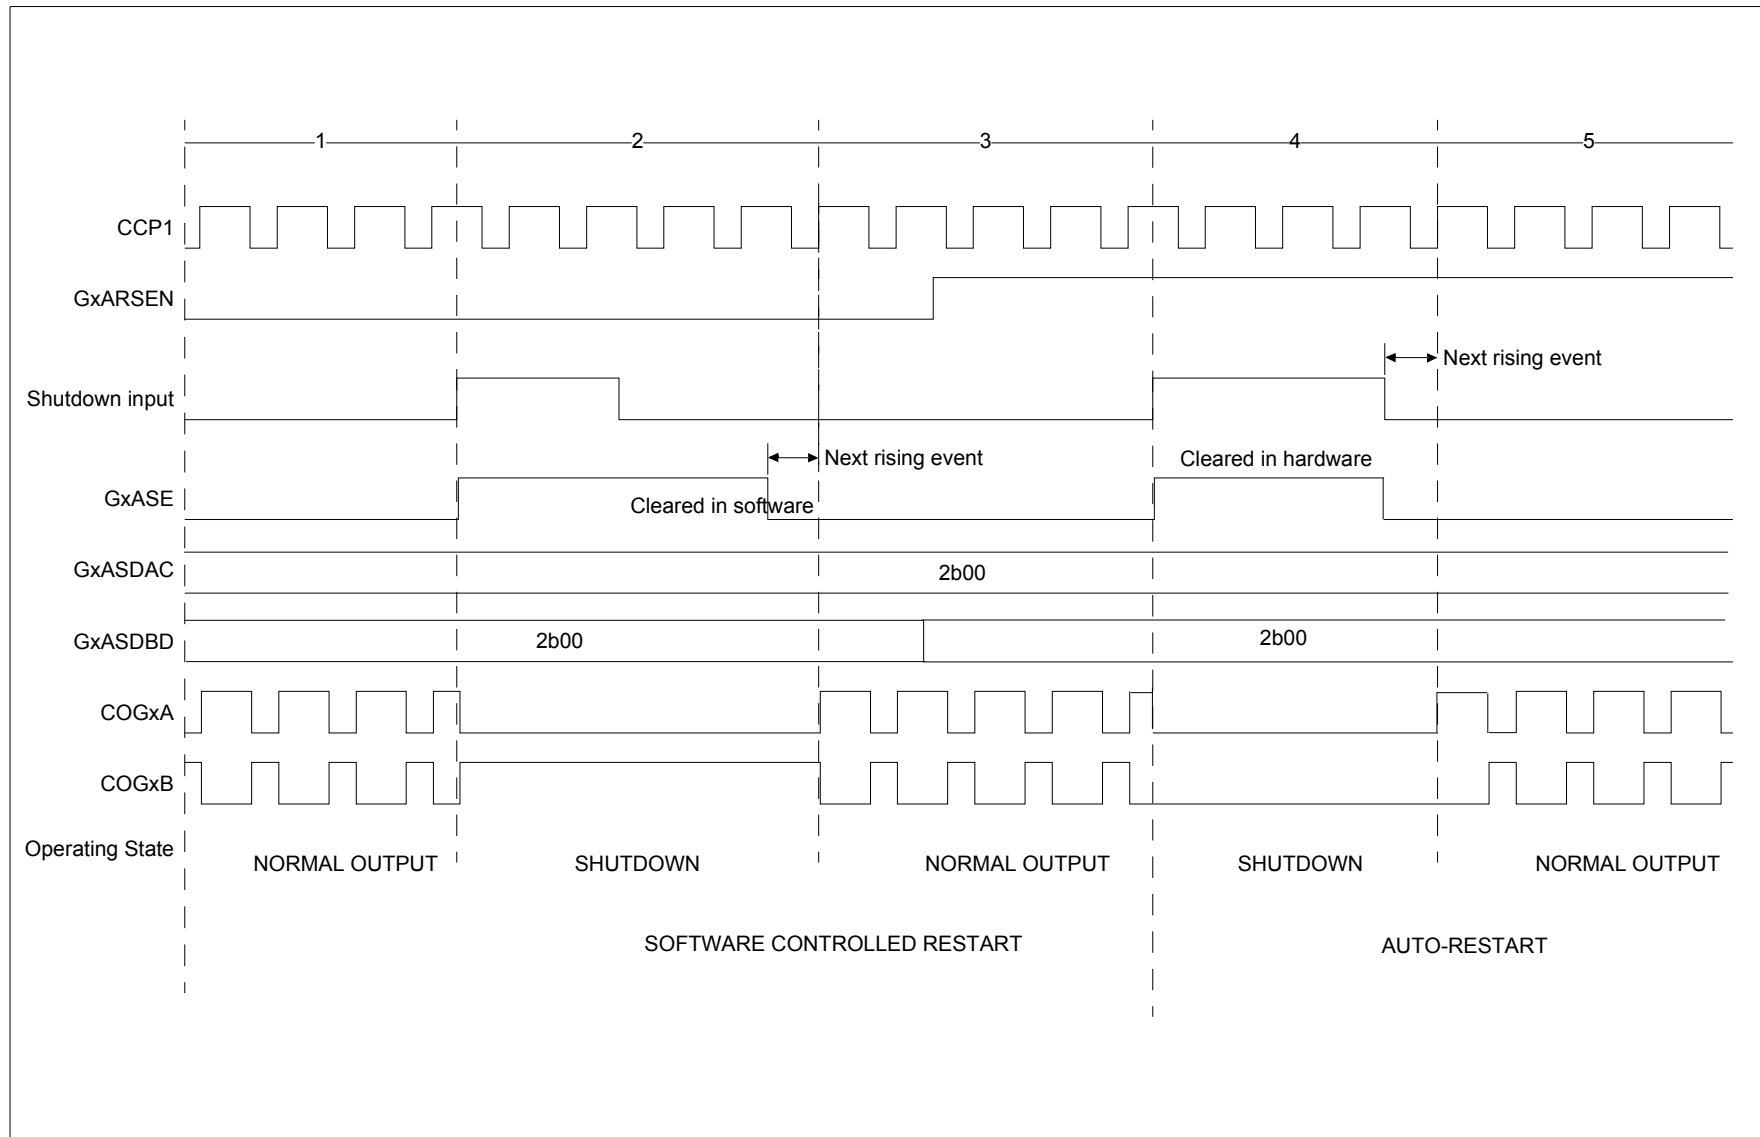 1 2 3 4 5
CCP1
GxARSEN
Next rising event
Shutdown input
Next rising event
Cleared in hardware
GxASE
Cleared in software
GxASDAC
2b00
GxASDBD
2b00 2b00
COGxA
COGxB
Operating State
NORMAL OUTPUT SHUTDOWN NORMAL OUTPUT SHUTDOWN NORMAL OUTPUT
SOFTWARE CONTROLLED RESTART AUTO-RESTART